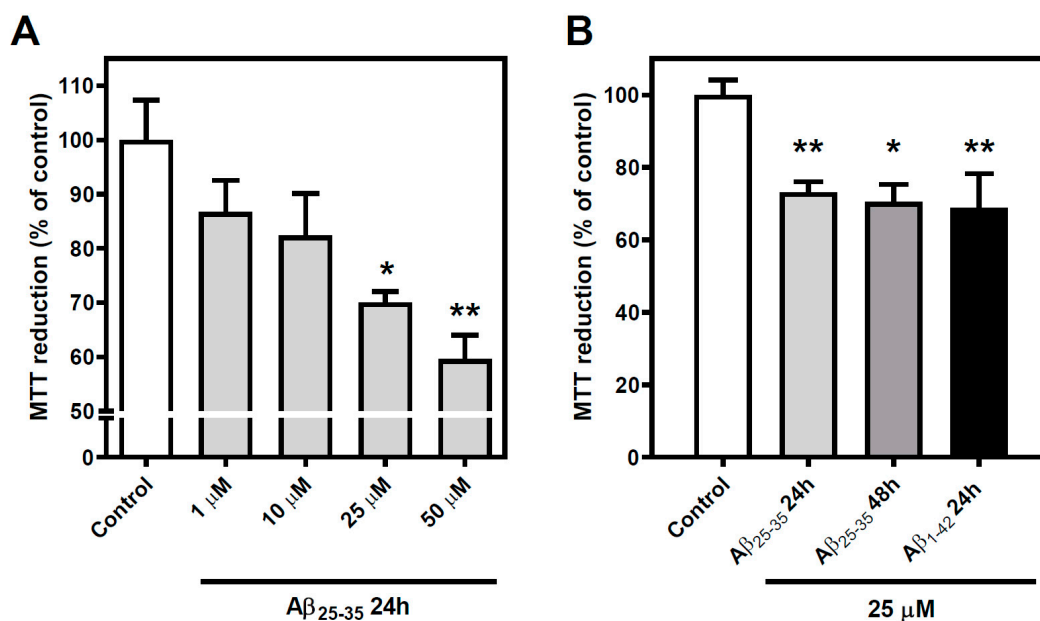 A
MTT reduction (% of control)
110
100
90
80
70
60
50
0
*
**
Control
1 μM
10 μM
25 μM
50 μM
Aβ25-35 24h
B
MTT reduction (% of control)
100
80
60
40
20
0
**
*
**
Control
Aβ25-35 24h
Aβ25-35 48h
Aβ1-42 24h
25 μM